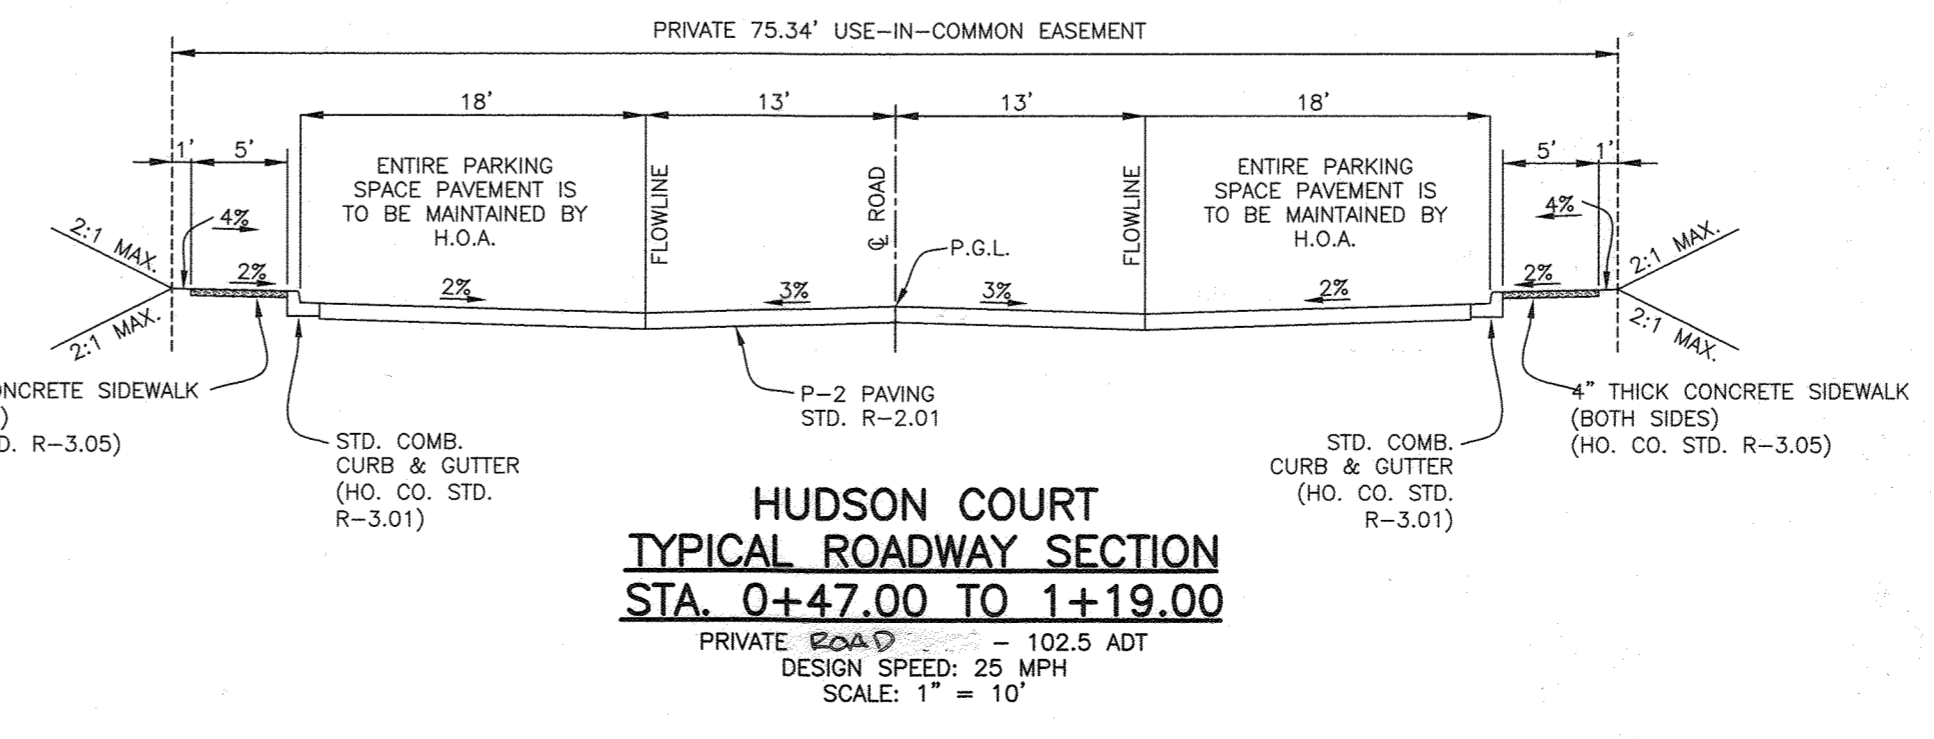 PRIVATE 75.34' USE-IN-COMMON EASEMENT
18' 13' 13' 18'
1' 5' 5' 1'
ENTIRE PARKING
SPACE PAVEMENT IS
TO BE MAINTAINED BY
H.O.A.
FLOWLINE
℄ ROAD
FLOWLINE
ENTIRE PARKING
SPACE PAVEMENT IS
TO BE MAINTAINED BY
H.O.A.
4%
4%
P.G.L.
2:1 MAX.
2:1 MAX.
2% 2% 3% 3% 2% 2%
2:1 MAX.
2:1 MAX.
CONCRETE SIDEWALK
)
D. R-3.05)
P-2 PAVING
STD. R-2.01
4" THICK CONCRETE SIDEWALK
(BOTH SIDES)
(HO. CO. STD. R-3.05)
STD. COMB.
CURB & GUTTER
(HO. CO. STD.
R-3.01)
STD. COMB.
CURB & GUTTER
(HO. CO. STD.
R-3.01)
HUDSON COURT
TYPICAL ROADWAY SECTION
STA. 0+47.00 TO 1+19.00
PRIVATE ROAD - 102.5 ADT
DESIGN SPEED: 25 MPH
SCALE: 1" = 10'